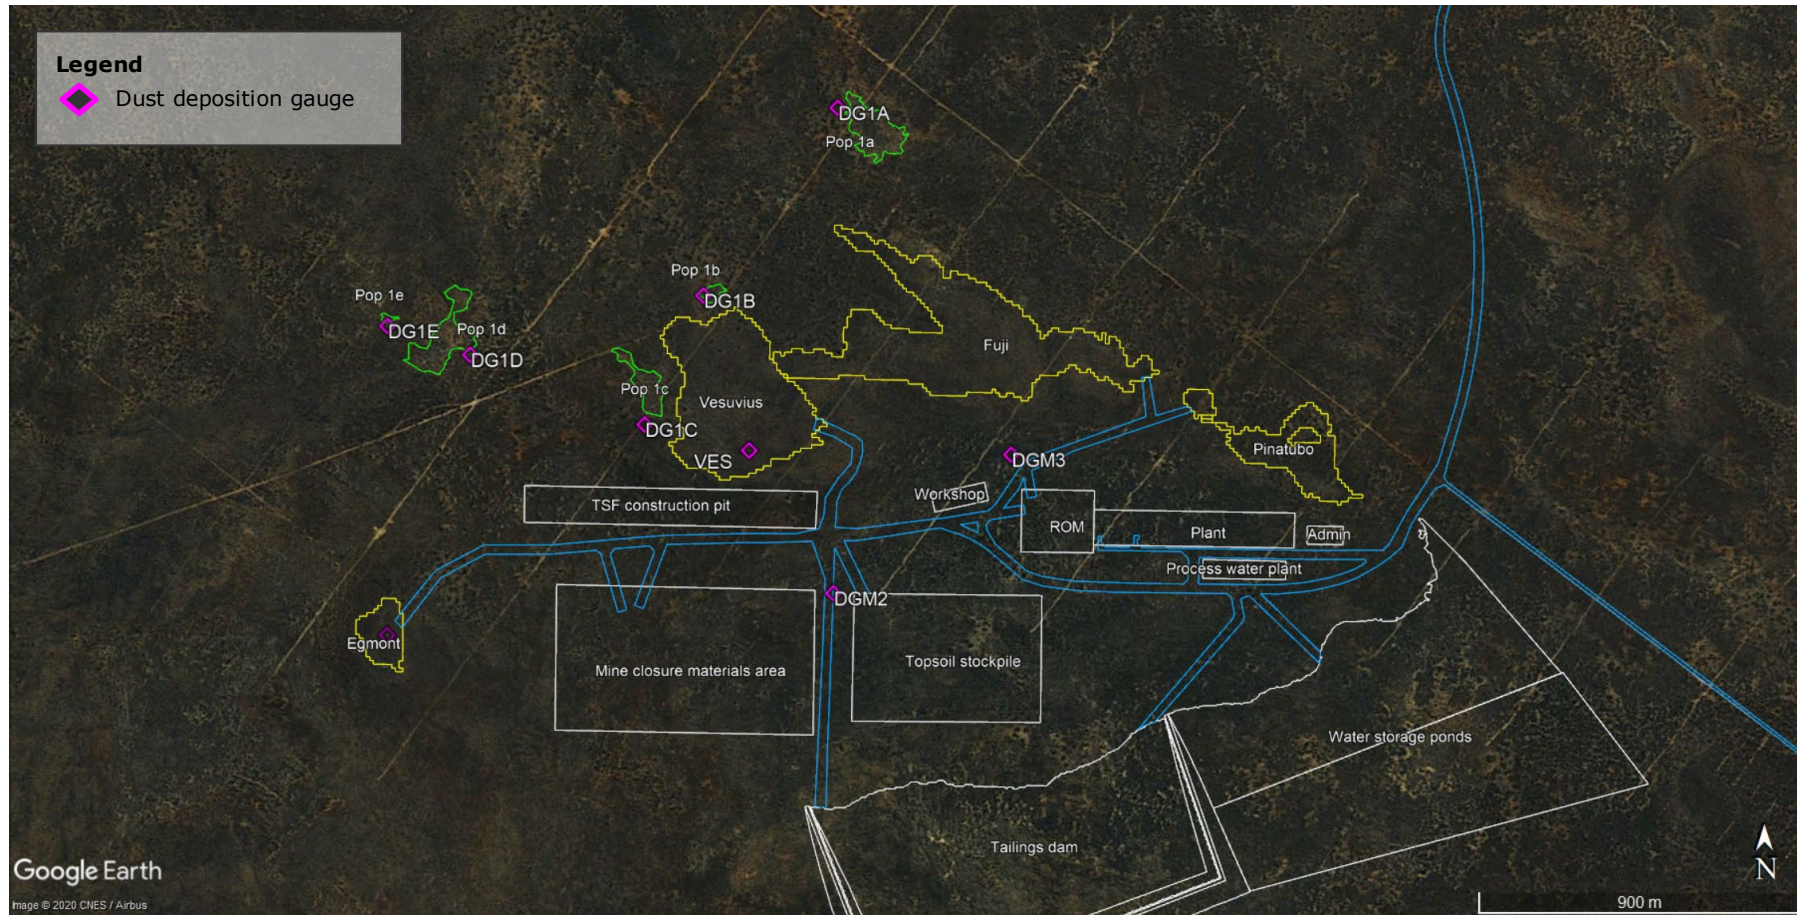 Legend
Dust deposition gauge
DG1A
Pop 1a
Pop 1b
DG1B
Pop 1e
DG1E
Pop 1d
DG1D
Fuji
Pop 1c
Vesuvius
DG1C
VES
Pinatubo
DGM3
Workshop
TSF construction pit
ROM
Plant
Admin
Process water plant
DGM2
Egmont
Mine closure materials area
Topsoil stockpile
Water storage ponds
Tailings dam
Google Earth
Image © 2020 CNES / Airbus
N
900 m